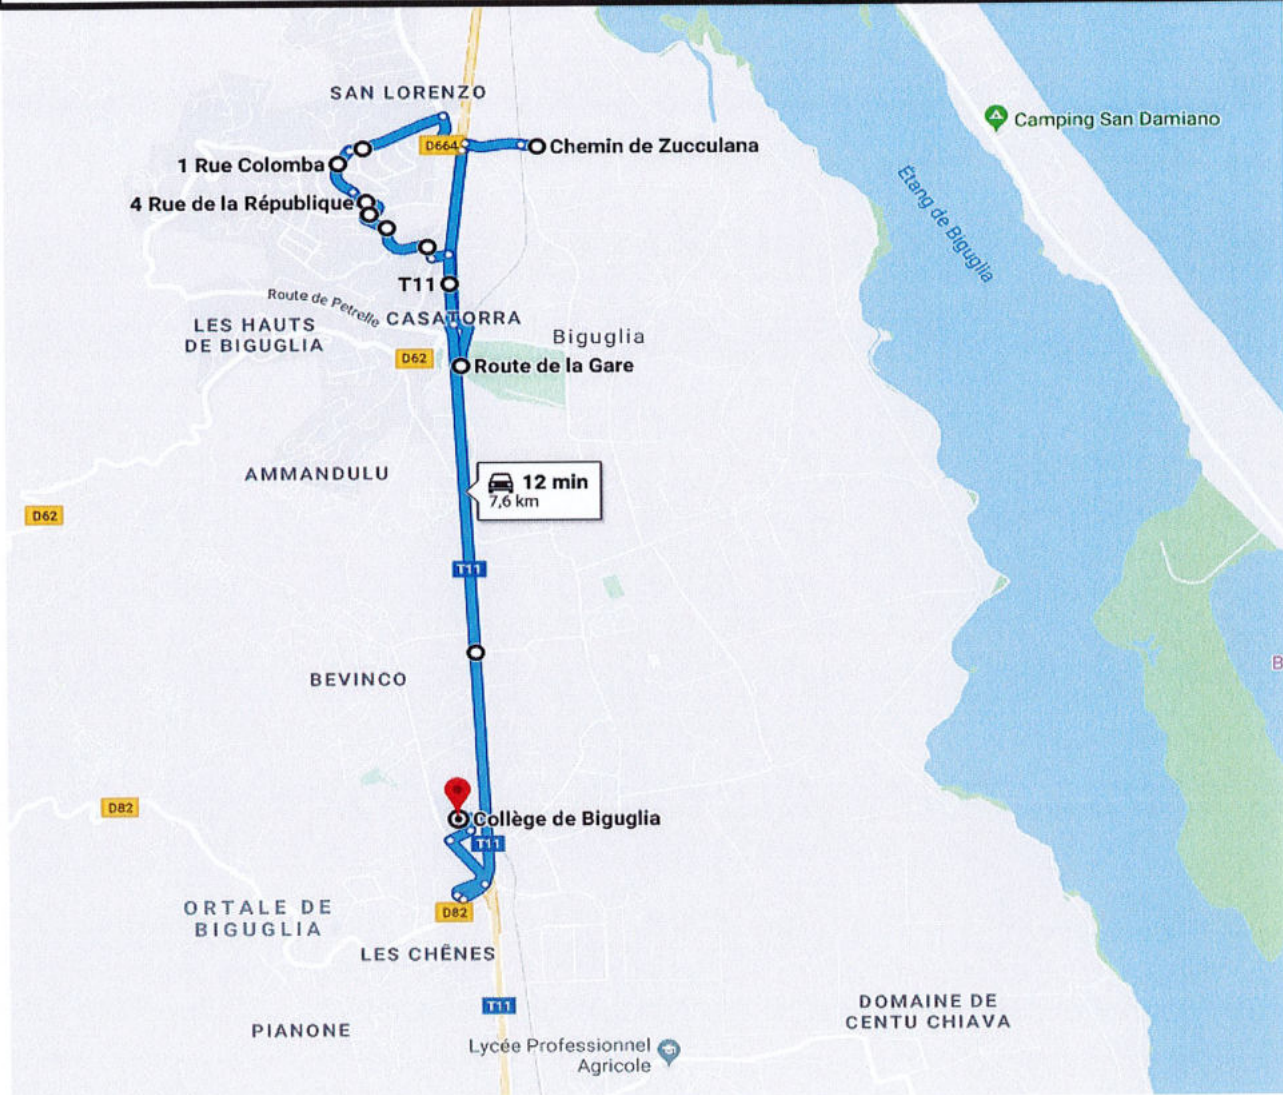 SAN LORENZO
Camping San Damiano
D664
Chemin de Zucculana
1 Rue Colomba
Étang de Biguglia
4 Rue de la République
T11
Route de Petrelle
CASATORRA
LES HAUTS
DE BIGUGLIA
Biguglia
D62
Route de la Gare
AMMANDULU
12 min
7,6 km
D62
T11
BEVINCO
B
D82
Collège de Biguglia
T11
ORTALE DE
BIGUGLIA
D82
LES CHÊNES
T11
DOMAINE DE
CENTU CHIAVA
PIANONE
Lycée Professionnel
Agricole